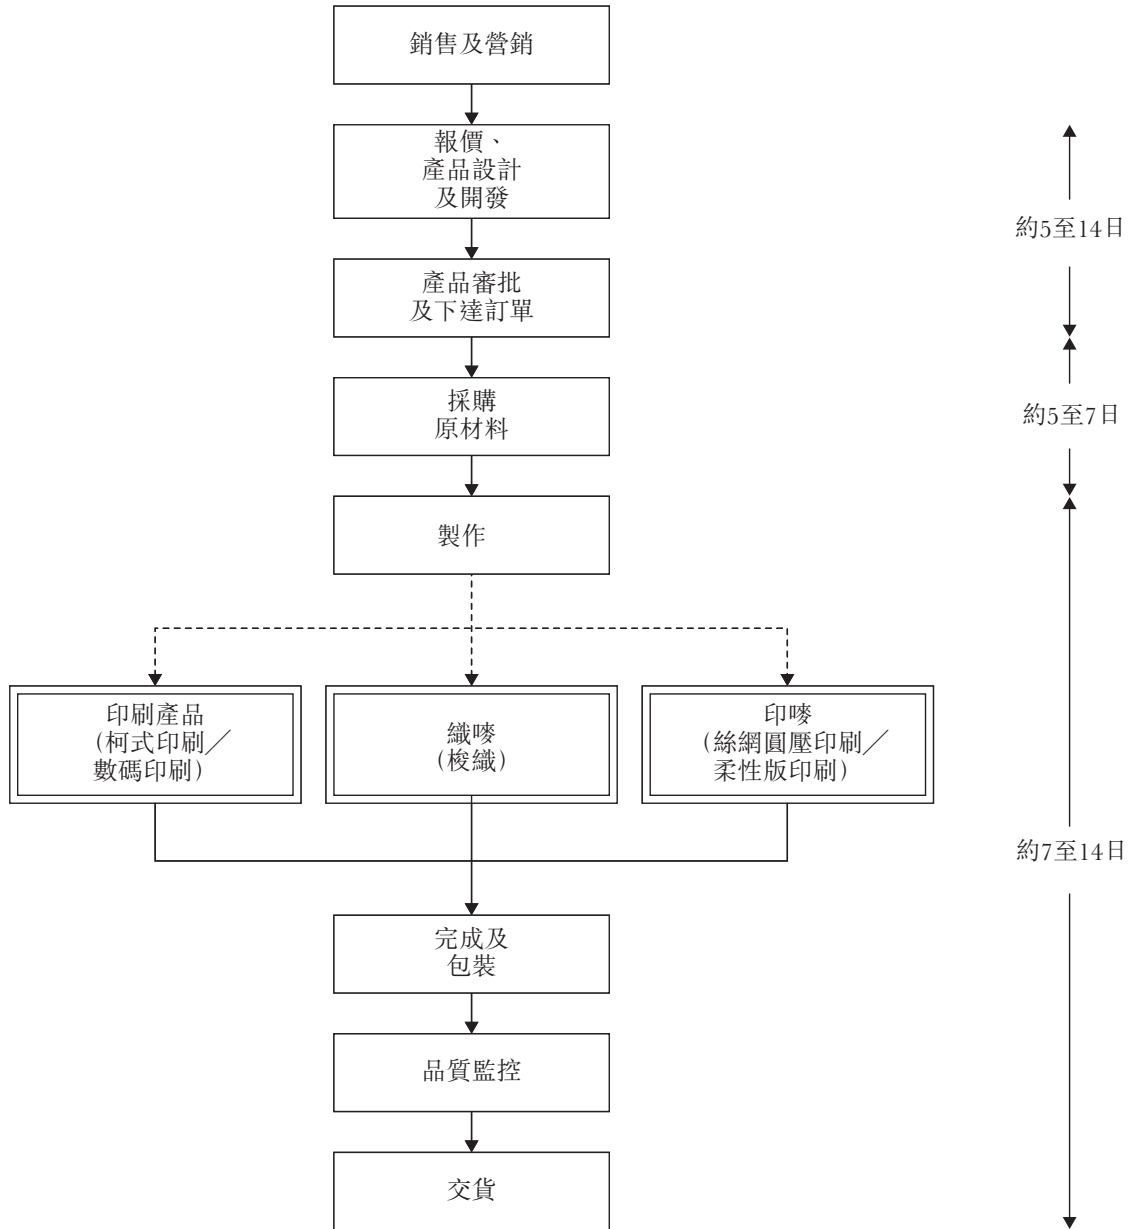 銷售及營銷
報價、
產品設計
及開發
約5至14日
產品審批
及下達訂單
採購
原材料
約5至7日
製作
印刷產品
(柯式印刷／
數碼印刷)
織嘜
(梭織)
印嘜
(絲網圓壓印刷／
柔性版印刷)
約7至14日
完成及
包裝
品質監控
交貨